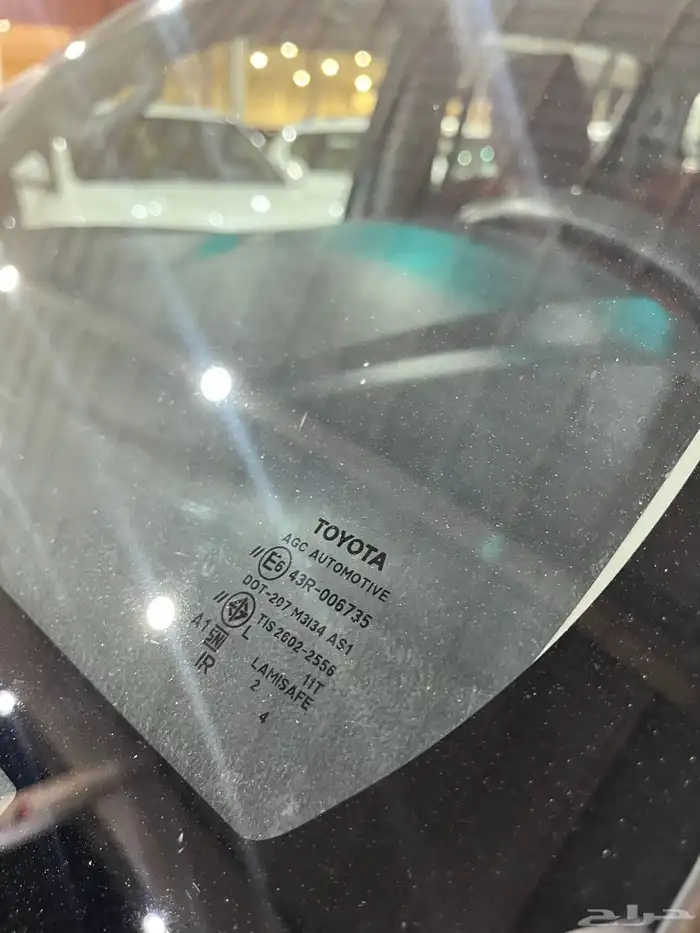 TOYOTA
AGC AUTOMOTIVE
//E6 43R-006735
DOT-207 M3134 AS1
// L TIS 2602-2556
A1 11T
LAMISAFE
IR 2
4
حراج